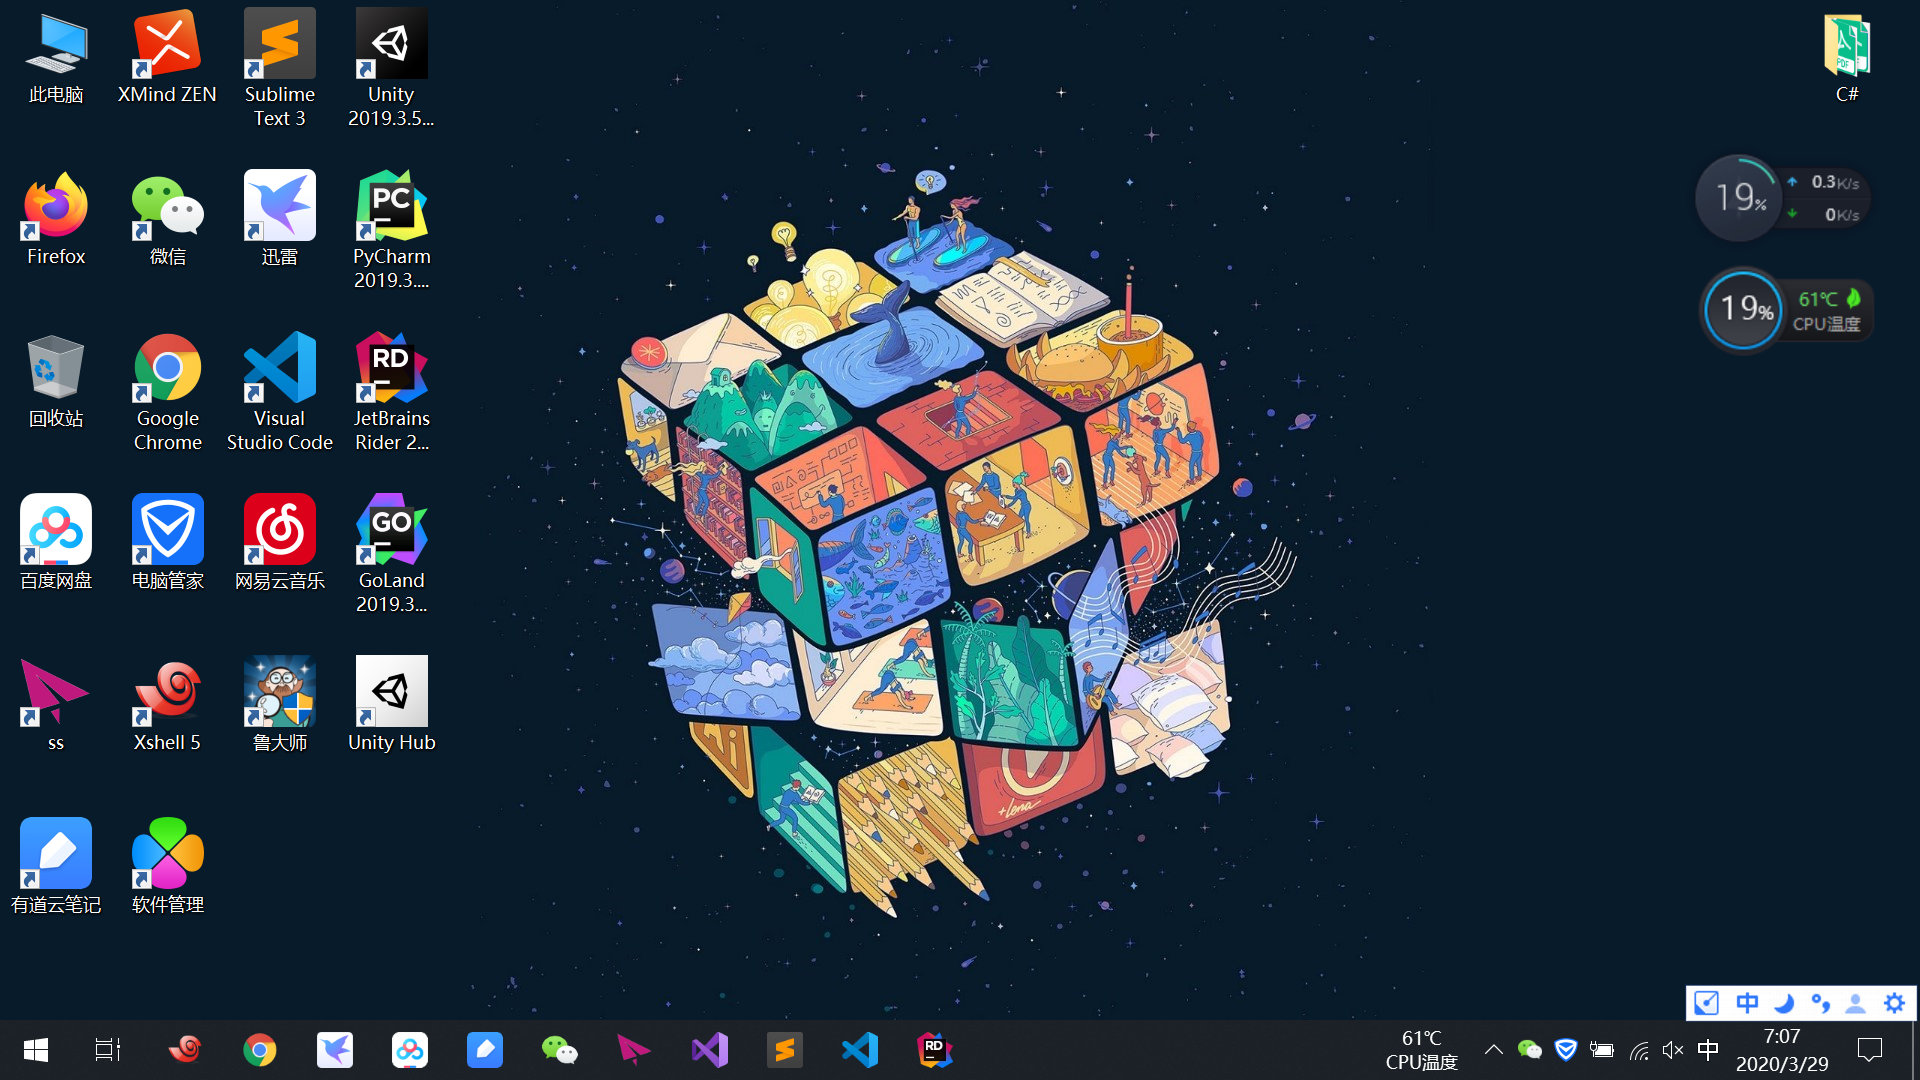 此电脑
XMind ZEN
Sublime
Text 3
Unity
2019.3.5...
C#
PDF
Firefox
微信
迅雷
PC
PyCharm
2019.3....
19%
0.3K/s
0K/s
19%
61℃
CPU温度
回收站
Google
Chrome
Visual
Studio Code
RD
JetBrains
Rider 2...
百度网盘
电脑管家
网易云音乐
GO
GoLand
2019.3...
ss
Xshell 5
鲁大师
Unity Hub
Ai
+lena
有道云笔记
软件管理
中
RD
61℃
CPU温度
中
7:07
2020/3/29